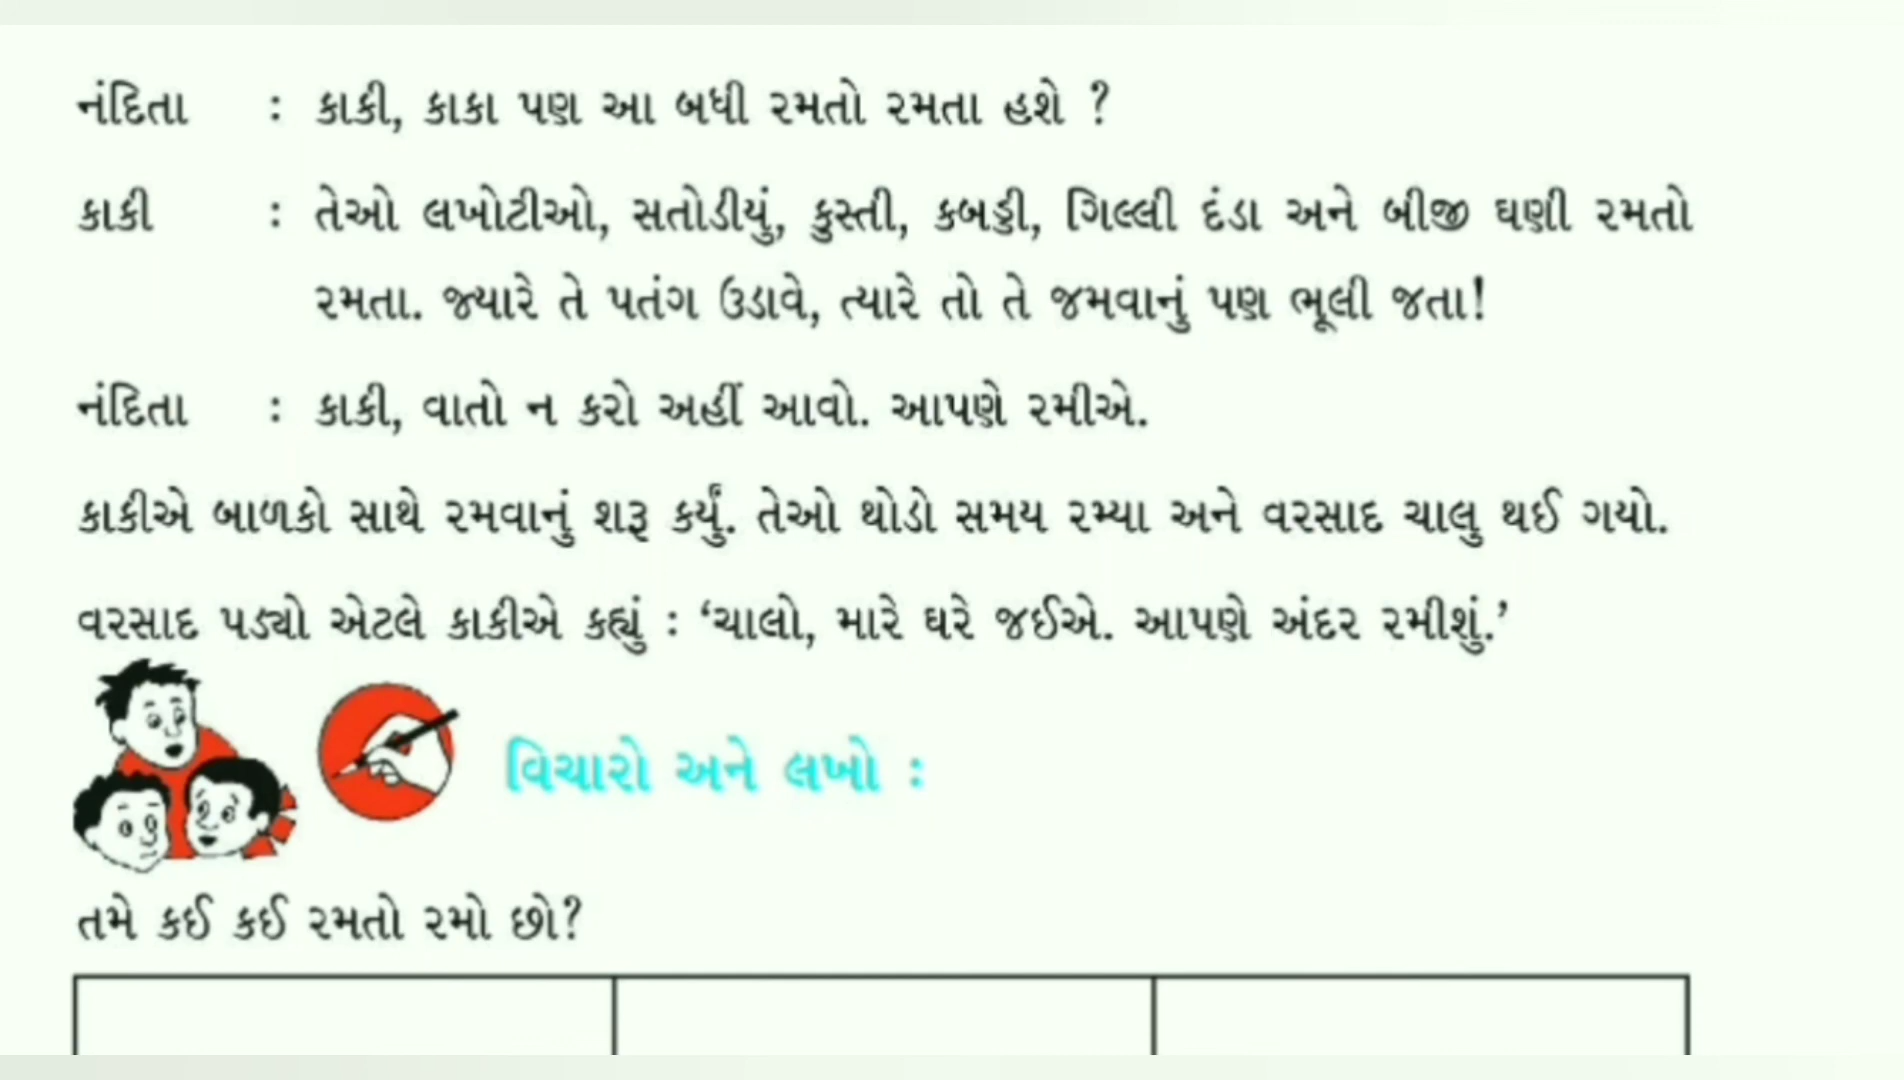 નંદિતા : કાકી, કાકા પણ આ બધી રમતો રમતા હશે ?
કાકી : તેઓ લખોટીઓ, સતોડીયું, કુસ્તી, કબડ્ડી, ગિલ્લી દંડા અને બીજી ઘણી રમતો
રમતા. જ્યારે તે પતંગ ઉડાવે, ત્યારે તો તે જમવાનું પણ ભૂલી જતા!
નંદિતા : કાકી, વાતો ન કરો અહીં આવો. આપણે રમીએ.
કાકીએ બાળકો સાથે રમવાનું શરૂ કર્યું. તેઓ થોડો સમય રમ્યા અને વરસાદ ચાલુ થઈ ગયો.
વરસાદ પડ્યો એટલે કાકીએ કહ્યું : ‘ચાલો, મારે ઘરે જઈએ. આપણે અંદર રમીશું.’
વિચારો અને લખો :
તમે કઈ કઈ રમતો રમો છો?